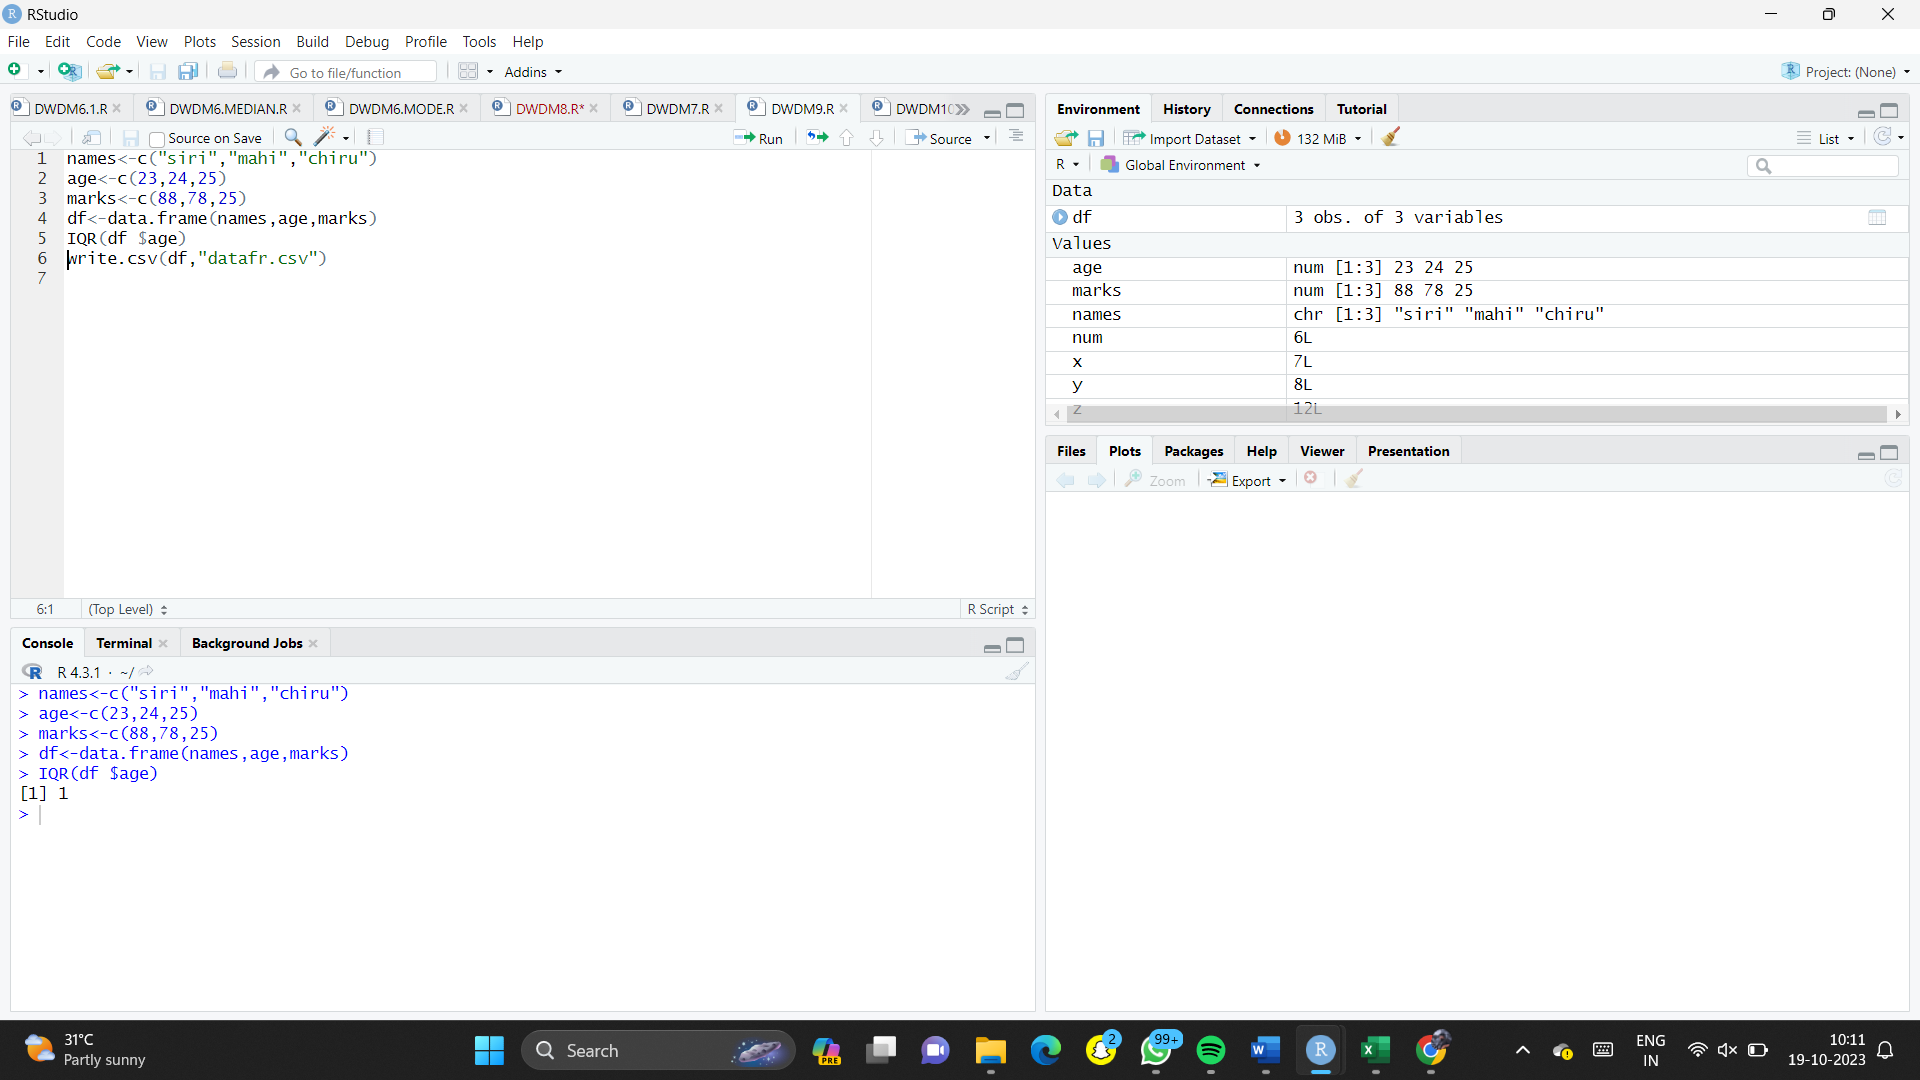 RStudio
File Edit Code View Plots Session Build Debug Profile Tools Help
Go to file/function Addins Project: (None)
DWDM6.1.R DWDM6.MEDIAN.R DWDM6.MODE.R DWDM8.R* DWDM7.R DWDM9.R DWDM10
Source on Save Run Source
1 names<-c("siri","mahi","chiru")
2 age<-c(23,24,25)
3 marks<-c(88,78,25)
4 df<-data.frame(names,age,marks)
5 IQR(df $age)
6 write.csv(df,"datafr.csv")
7
6:1 (Top Level) R Script
Console Terminal Background Jobs
R 4.3.1 · ~/
> names<-c("siri","mahi","chiru")
> age<-c(23,24,25)
> marks<-c(88,78,25)
> df<-data.frame(names,age,marks)
> IQR(df $age)
[1] 1
>
Environment History Connections Tutorial
Import Dataset 132 MiB List
R Global Environment
Data
df 3 obs. of 3 variables
Values
age num [1:3] 23 24 25
marks num [1:3] 88 78 25
names chr [1:3] "siri" "mahi" "chiru"
num 6L
x 7L
y 8L
z 12L
Files Plots Packages Help Viewer Presentation
Zoom Export
31°C
Partly sunny
Search
PRE
2
99+
ENG
IN
10:11
19-10-2023